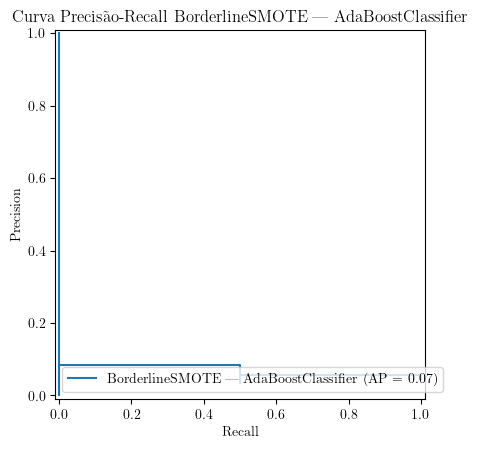 Curva Precisão-Recall BorderlineSMOTE — AdaBoostClassifier
1.0
0.8
0.6
0.4
0.2
0.0
Precision
BorderlineSMOTE — AdaBoostClassifier (AP = 0.07)
0.0 0.2 0.4 0.6 0.8 1.0
Recall